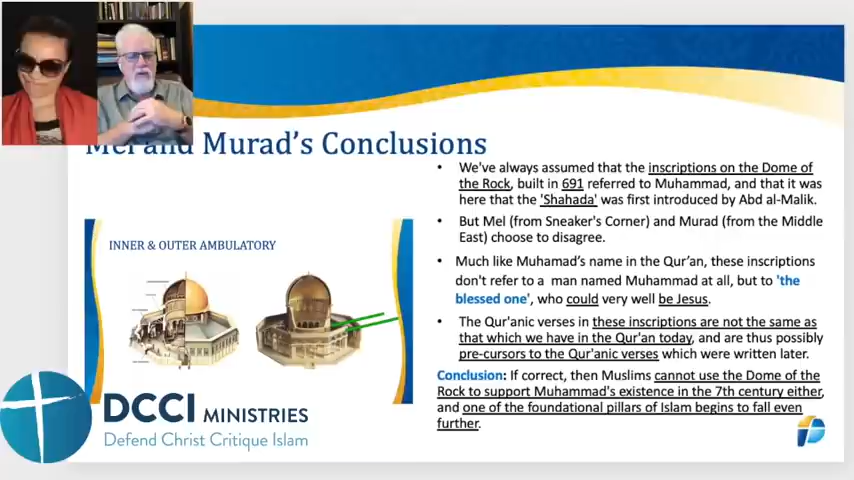 Mel and Murad's Conclusions
INNER & OUTER AMBULATORY
• We've always assumed that the inscriptions on the Dome of
the Rock, built in 691 referred to Muhammad, and that it was
here that the 'Shahada' was first introduced by Abd al-Malik.
• But Mel (from Sneaker's Corner) and Murad (from the Middle
East) choose to disagree.
• Much like Muhamad's name in the Qur'an, these inscriptions
don't refer to a man named Muhammad at all, but to 'the
blessed one', who could very well be Jesus.
• The Qur'anic verses in these inscriptions are not the same as
that which we have in the Qur'an today, and are thus possibly
pre-cursors to the Qur'anic verses which were written later.
Conclusion: If correct, then Muslims cannot use the Dome of the
Rock to support Muhammad's existence in the 7th century either,
and one of the foundational pillars of Islam begins to fall even
further.
DCCI MINISTRIES
Defend Christ Critique Islam